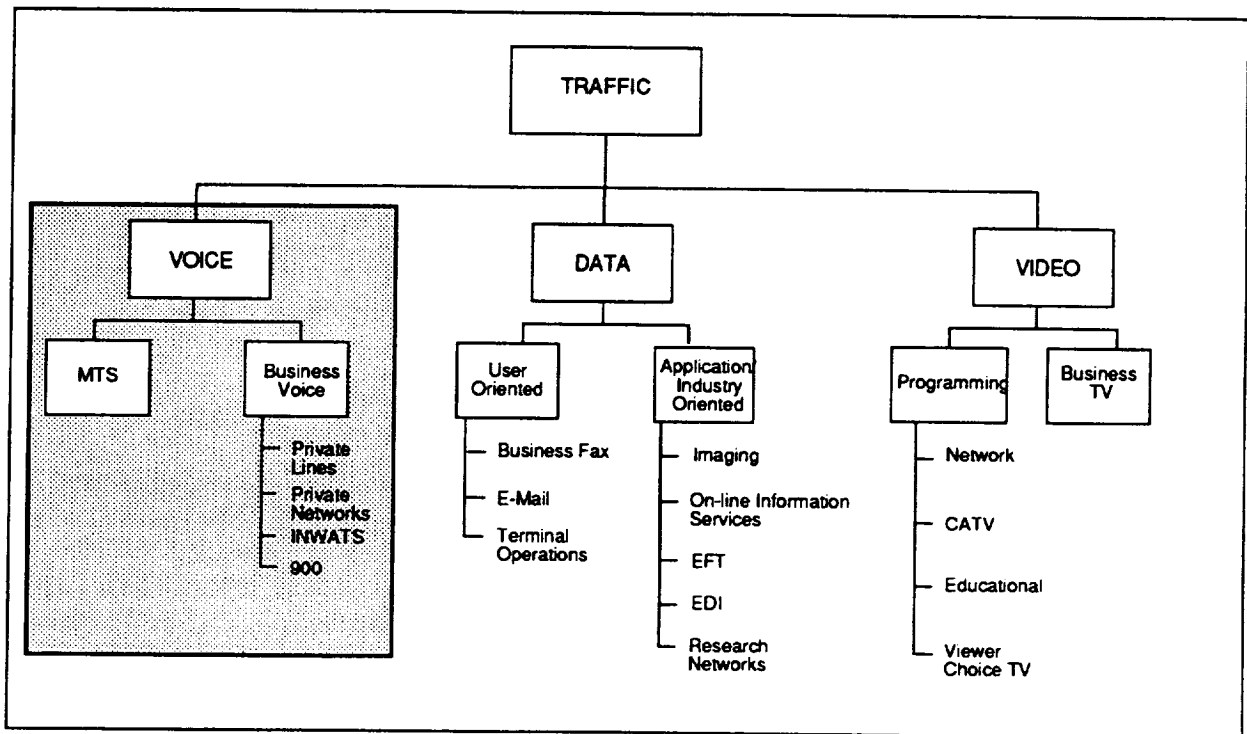 TRAFFIC
VOICE
DATA
VIDEO
MTS
Business
Voice
User
Oriented
Application/
Industry
Oriented
Programming
Business
TV
Private
Lines
Private
Networks
INWATS
900
Business Fax
E-Mail
Terminal
Operations
Imaging
On-line Information
Services
EFT
EDI
Research
Networks
Network
CATV
Educational
Viewer
Choice TV